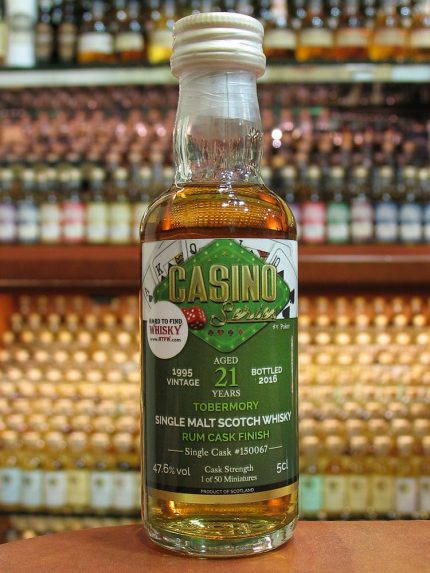 A K Q J 10
CASINO
Series
#1 Poker
HARD TO FIND
WHISKY
www.HTFW.com
1995
VINTAGE
AGED
21
YEARS
BOTTLED
2016
TOBERMORY
SINGLE MALT SCOTCH WHISKY
RUM CASK FINISH
Single Cask #150067
47.6%vol
Cask Strength
1 of 50 Miniatures
5cl
PRODUCT OF SCOTLAND